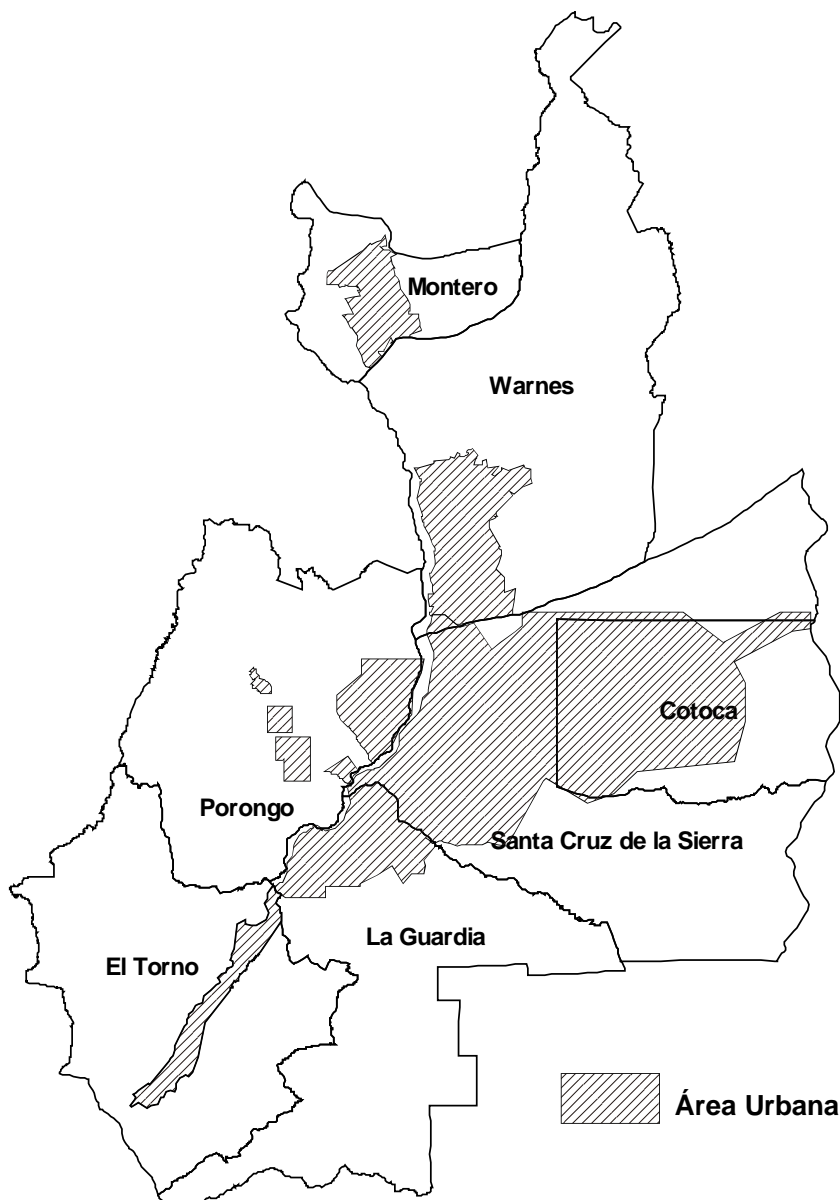 Montero
Warnes
Cotoca
Porongo
Santa Cruz de la Sierra
La Guardia
El Torno
Área Urbana